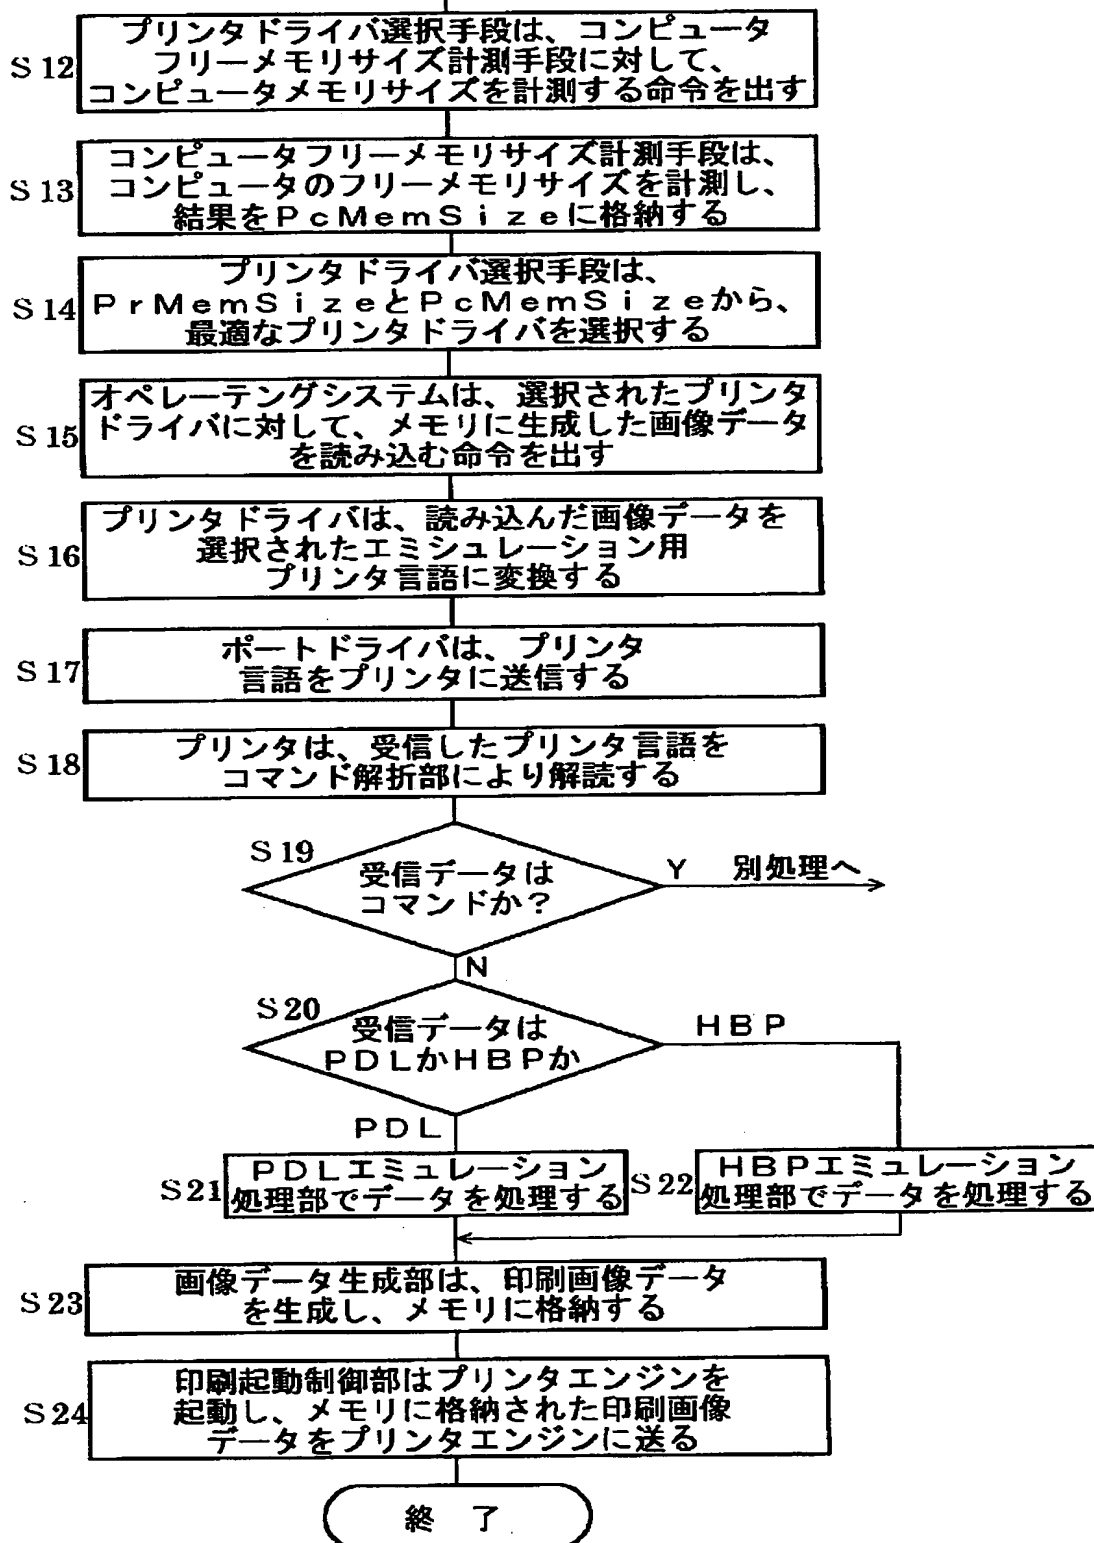 S12
プリンタドライバ選択手段は、コンピュータ
フリーメモリサイズ計測手段に対して、
コンピュータメモリサイズを計測する命令を出す
S13
コンピュータフリーメモリサイズ計測手段は、
コンピュータのフリーメモリサイズを計測し、
結果をPcMemSizeに格納する
S14
プリンタドライバ選択手段は、
PrMemSizeとPcMemSizeから、
最適なプリンタドライバを選択する
S15
オペレーテングシステムは、選択されたプリンタ
ドライバに対して、メモリに生成した画像データ
を読み込む命令を出す
S16
プリンタドライバは、読み込んだ画像データを
選択されたエミシュレーション用
プリンタ言語に変換する
S17
ポートドライバは、プリンタ
言語をプリンタに送信する
S18
プリンタは、受信したプリンタ言語を
コマンド解折部により解読する
S19
受信データは
コマンドか?
Y 別処理へ
N
S20
受信データは
PDLかHBPか
HBP
PDL
S21
PDLエミュレーション
処理部でデータを処理する
S22
HBPエミュレーション
処理部でデータを処理する
S23
画像データ生成部は、印刷画像データ
を生成し、メモリに格納する
S24
印刷起動制御部はプリンタエンジンを
起動し、メモリに格納された印刷画像
データをプリンタエンジンに送る
終 了